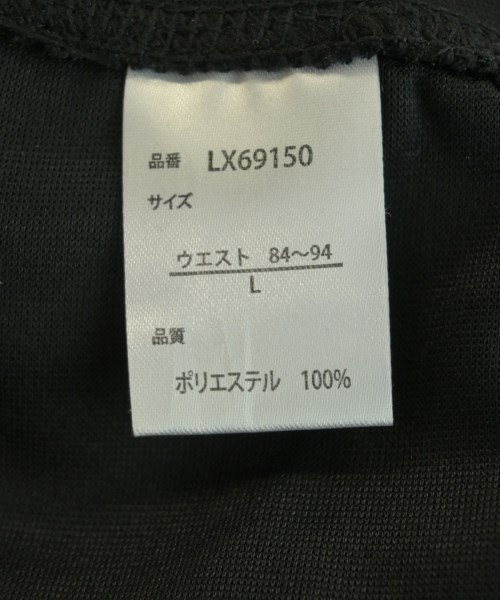 品番 LX69150
サイズ
ウエスト 84～94
L
品質
ポリエステル 100%